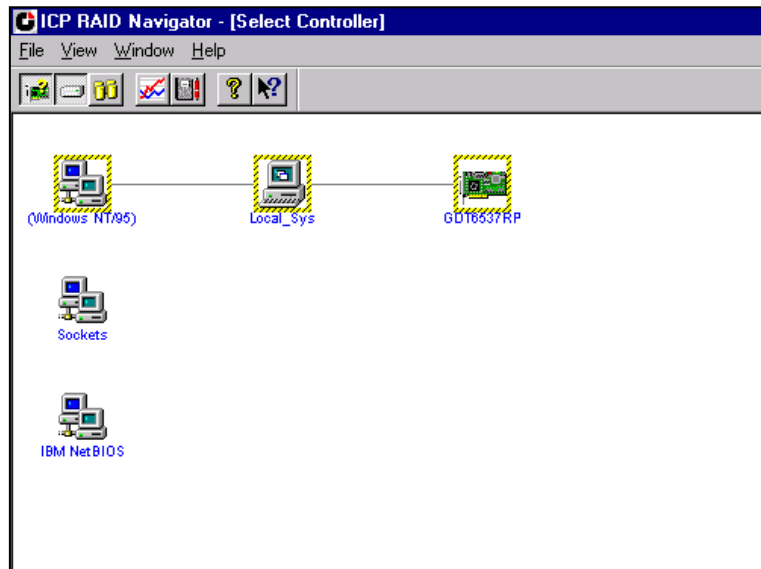 ICP RAID Navigator - [Select Controller]
File View Window Help
(Windows NT/95) Local_Sys GDT6537RP
Sockets
IBM NetBIOS